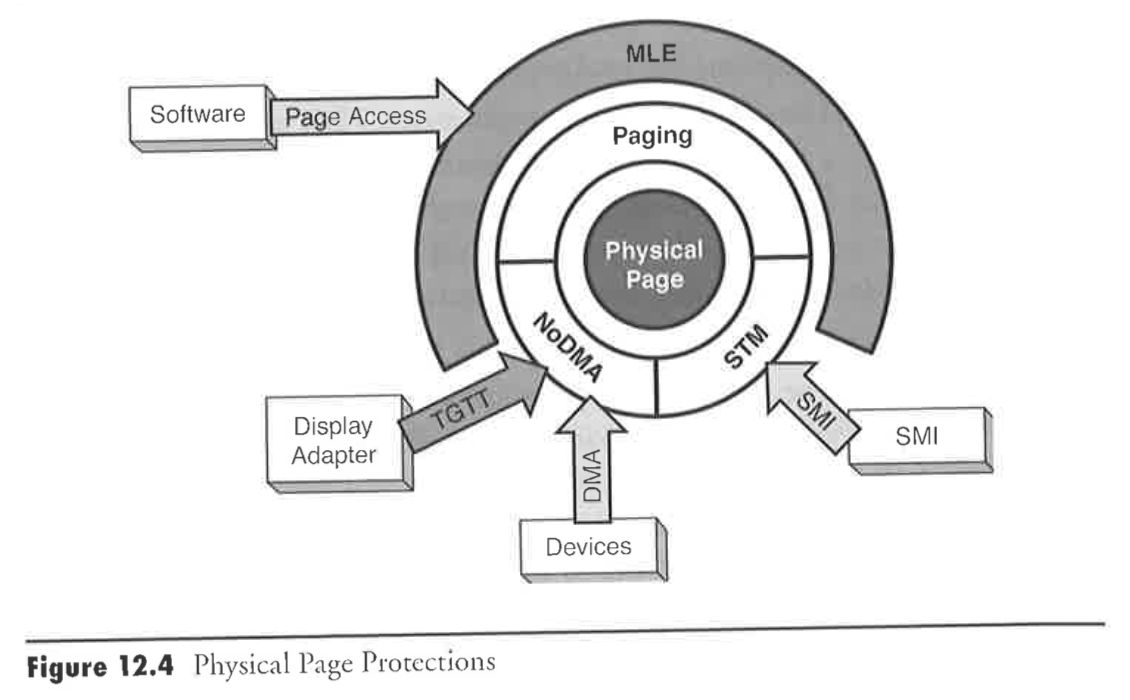 MLE
Software
Page Access
Paging
Physical
Page
NoDMA
STM
TGTT
Display
Adapter
SMI
SMI
DMA
Devices
Figure 12.4 Physical Page Protections